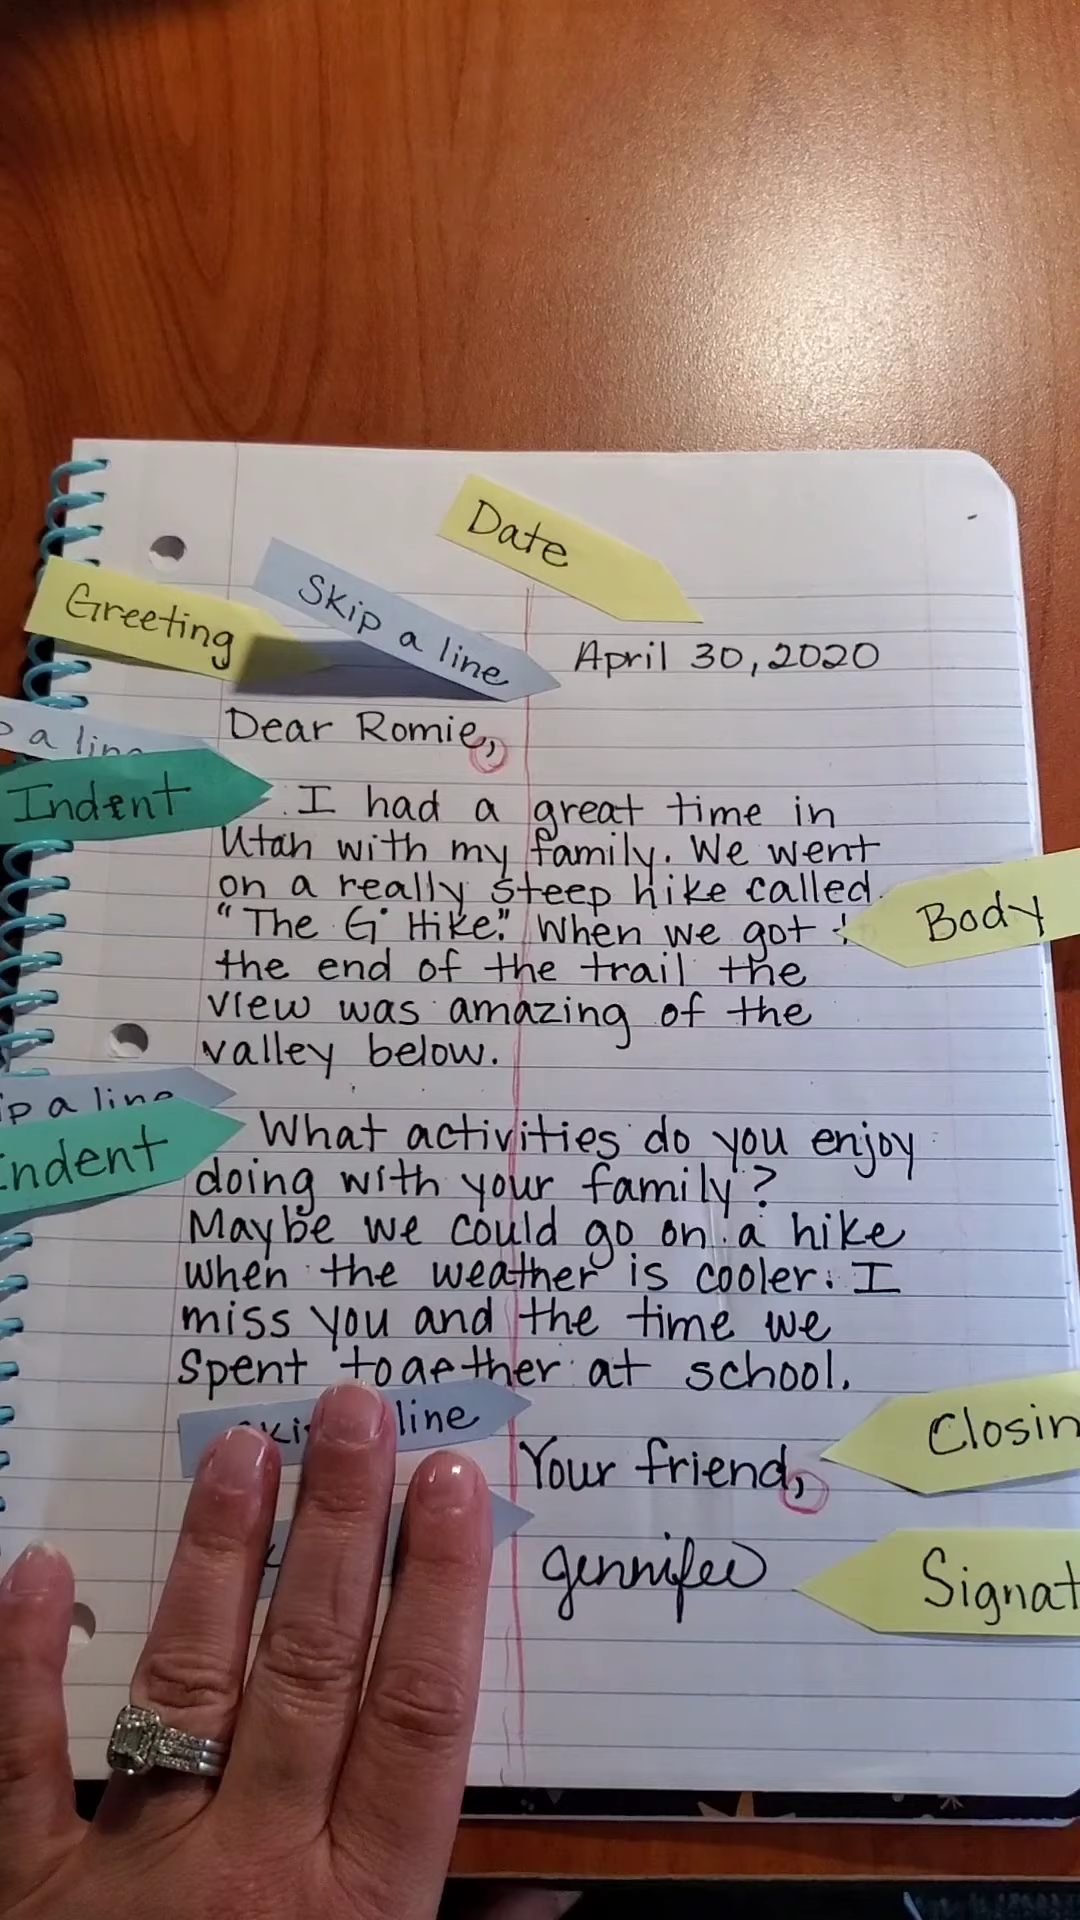 Date
Skip a line
Greeting
April 30, 2020
Dear Romie,
a line
Indent
I had a great time in
Utah with my family. We went
on a really steep hike called
"The G Hike." When we got
Body
the end of the trail the
view was amazing of the
valley below.
a line
Indent
What activities do you enjoy
doing with your family?
Maybe we could go on a hike
when the weather is cooler. I
miss you and the time we
spent together at school.
line
Closin
Your friend,
Jennifer
Signat